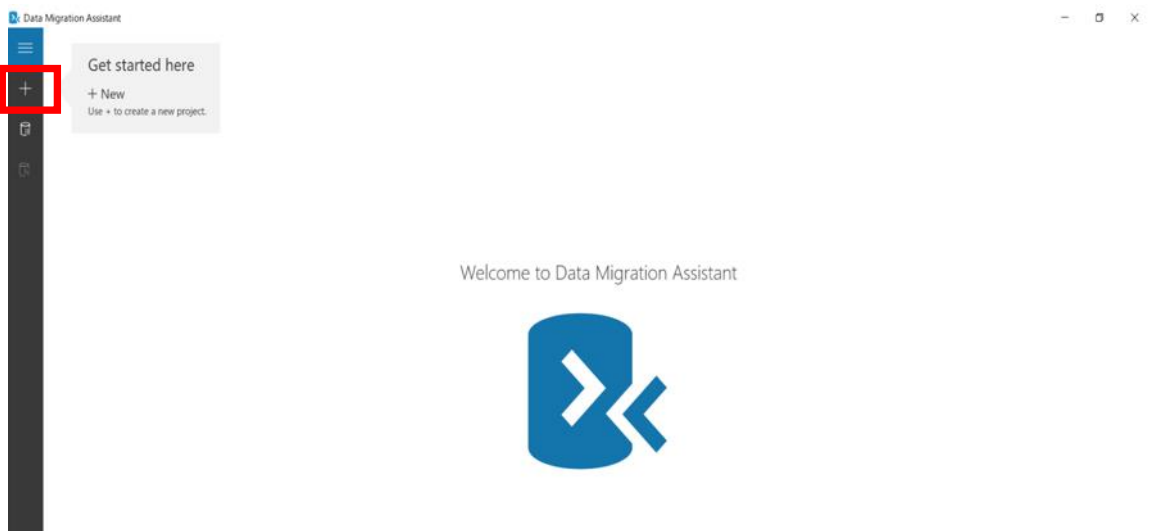 Data Migration Assistant
Get started here
+ New
Use + to create a new project.
Welcome to Data Migration Assistant